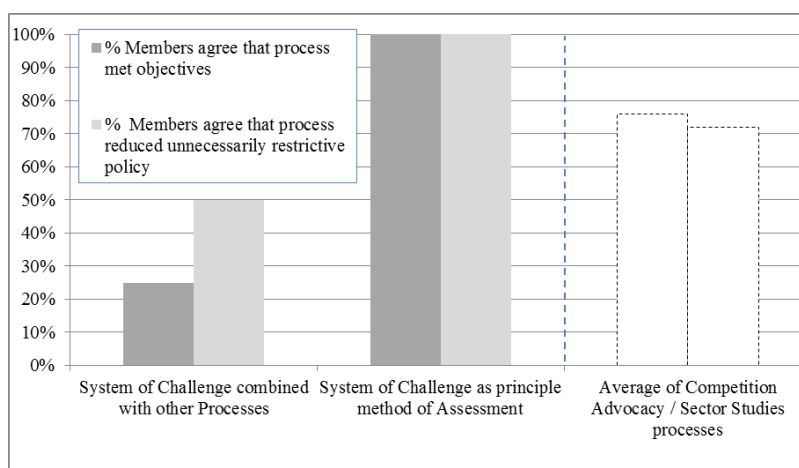 100%
90%
80%
70%
60%
50%
40%
30%
20%
10%
0%
% Members agree that process
met objectives
% Members agree that process
reduced unnecessarily restrictive
policy
System of Challenge combined
with other Processes
System of Challenge as principle
method of Assessment
Average of Competition
Advocacy / Sector Studies
processes